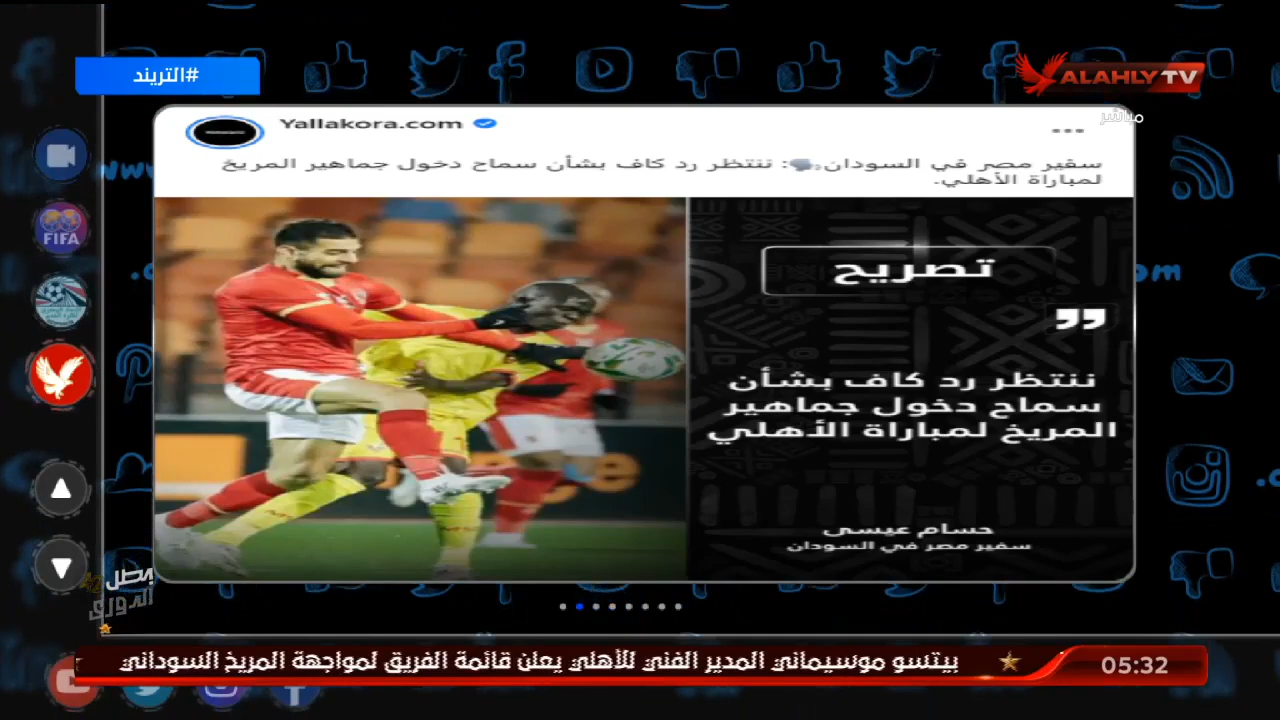 #التريند
ALAHLY TV
مباشر
Yallakora.com
سفير مصر في السودان: ننتظر رد كاف بشأن سماح دخول جماهير المريخ
لمباراة الأهلي.
FIFA
تصريح
ننتظر رد كاف بشأن
سماح دخول جماهير
المريخ لمباراة الأهلي
حسام عيسى
سفير مصر في السودان
بطل
الدوري
بيتسو موسيماني المدير الفني للأهلي يعلن قائمة الفريق لمواجهة المريخ السوداني
05:32